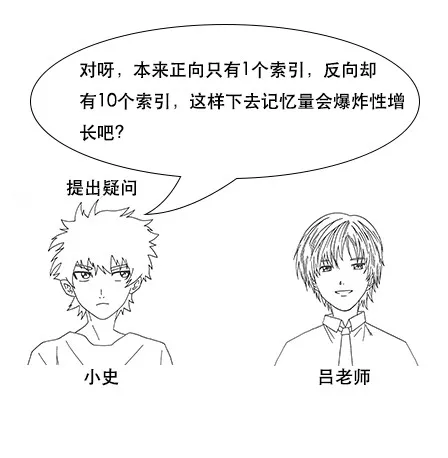 对呀，本来正向只有1个索引，反向却
有10个索引，这样下去记忆量会爆炸性增
长吧？
提出疑问
小史
吕老师